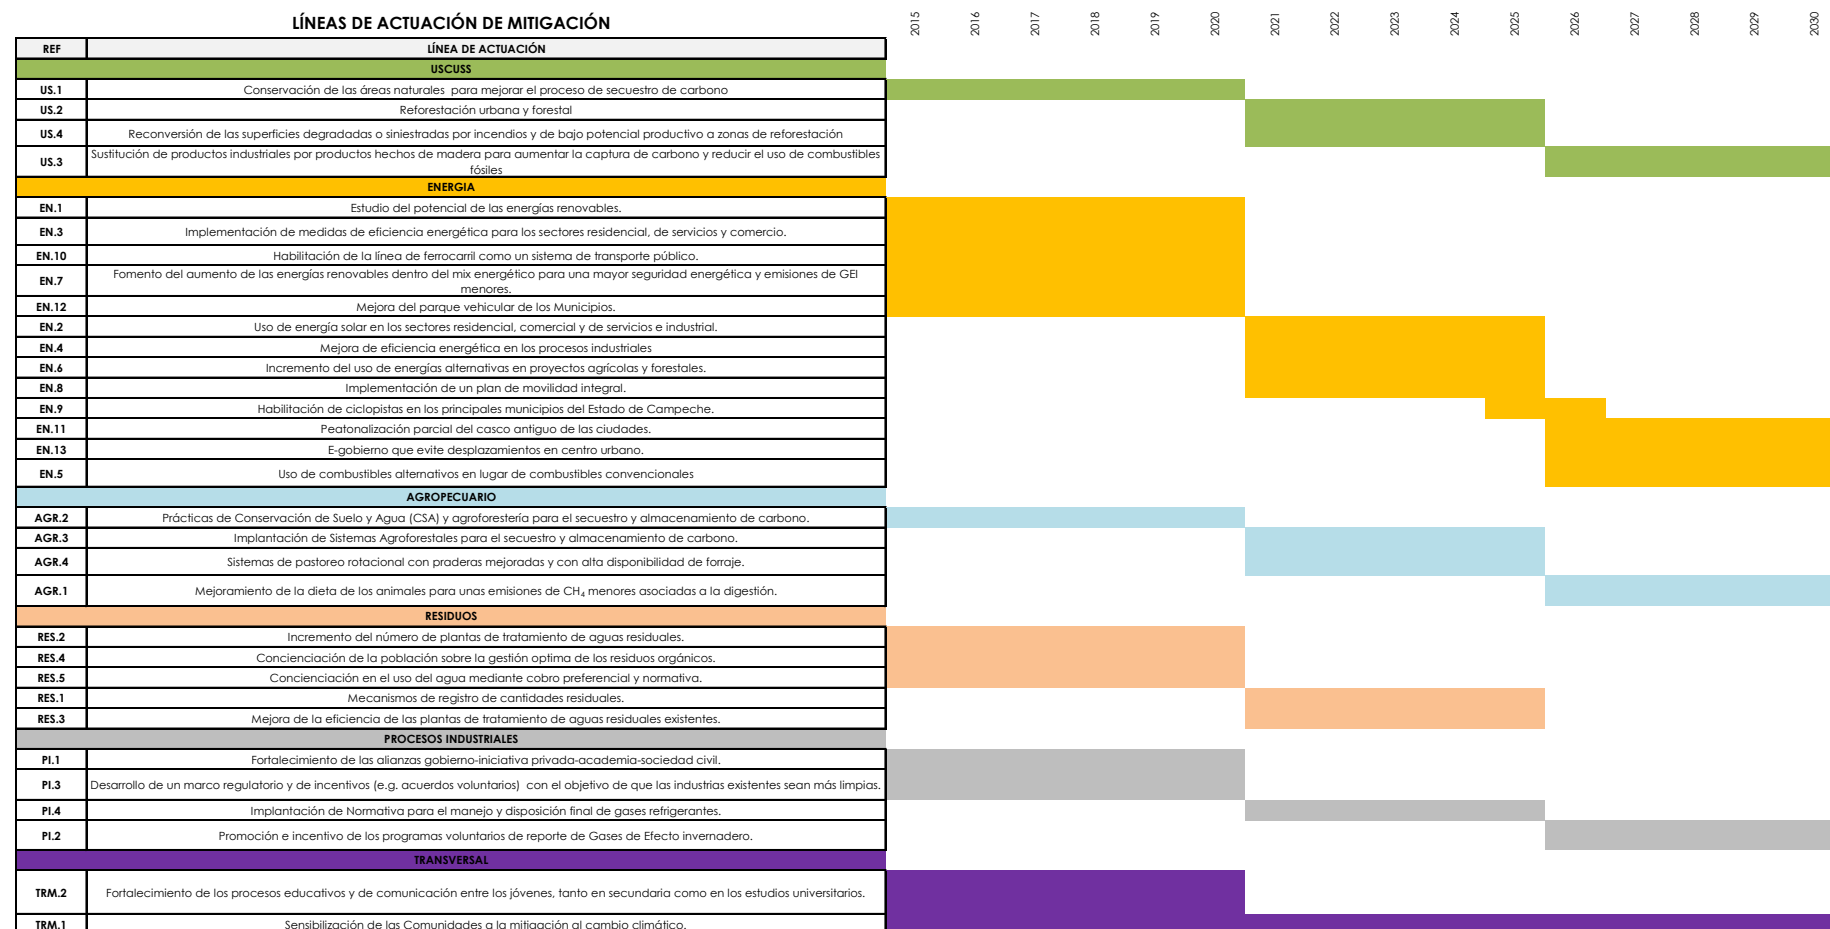 LÍNEAS DE ACTUACIÓN DE MITIGACIÓN
2015 2016 2017 2018 2019 2020 2021 2022 2023 2024 2025 2026 2027 2028 2029 2030
REF LÍNEA DE ACTUACIÓN
USCUSS
US.1 Conservación de las áreas naturales para mejorar el proceso de secuestro de carbono
US.2 Reforestación urbana y forestal
US.4 Reconversión de las superficies degradadas o siniestradas por incendios y de bajo potencial productivo a zonas de reforestación
US.3 Sustitución de productos industriales por productos hechos de madera para aumentar la captura de carbono y reducir el uso de combustibles
fósiles
ENERGIA
EN.1 Estudio del potencial de las energías renovables.
EN.3 Implementación de medidas de eficiencia energética para los sectores residencial, de servicios y comercio.
EN.10 Habilitación de la línea de ferrocarril como un sistema de transporte público.
EN.7 Fomento del aumento de las energías renovables dentro del mix energético para una mayor seguridad energética y emisiones de GEI
menores.
EN.12 Mejora del parque vehicular de los Municipios.
EN.2 Uso de energía solar en los sectores residencial, comercial y de servicios e industrial.
EN.4 Mejora de eficiencia energética en los procesos industriales
EN.6 Incremento del uso de energías alternativas en proyectos agrícolas y forestales.
EN.8 Implementación de un plan de movilidad integral.
EN.9 Habilitación de ciclopistas en los principales municipios del Estado de Campeche.
EN.11 Peatonalización parcial del casco antiguo de las ciudades.
EN.13 E-gobierno que evite desplazamientos en centro urbano.
EN.5 Uso de combustibles alternativos en lugar de combustibles convencionales
AGROPECUARIO
AGR.2 Prácticas de Conservación de Suelo y Agua (CSA) y agroforestería para el secuestro y almacenamiento de carbono.
AGR.3 Implantación de Sistemas Agroforestales para el secuestro y almacenamiento de carbono.
AGR.4 Sistemas de pastoreo rotacional con praderas mejoradas y con alta disponibilidad de forraje.
AGR.1 Mejoramiento de la dieta de los animales para unas emisiones de CH₄ menores asociadas a la digestión.
RESIDUOS
RES.2 Incremento del número de plantas de tratamiento de aguas residuales.
RES.4 Concienciación de la población sobre la gestión optima de los residuos orgánicos.
RES.5 Concienciación en el uso del agua mediante cobro preferencial y normativa.
RES.1 Mecanismos de registro de cantidades residuales.
RES.3 Mejora de la eficiencia de las plantas de tratamiento de aguas residuales existentes.
PROCESOS INDUSTRIALES
PI.1 Fortalecimiento de las alianzas gobierno-iniciativa privada-academia-sociedad civil.
PI.3 Desarrollo de un marco regulatorio y de incentivos (e.g. acuerdos voluntarios) con el objetivo de que las industrias existentes sean más limpias.
PI.4 Implantación de Normativa para el manejo y disposición final de gases refrigerantes.
PI.2 Promoción e incentivo de los programas voluntarios de reporte de Gases de Efecto invernadero.
TRANSVERSAL
TRM.2 Fortalecimiento de los procesos educativos y de comunicación entre los jóvenes, tanto en secundaria como en los estudios universitarios.
TRM.1 Sensibilización de las Comunidades a la mitigación al cambio climático.